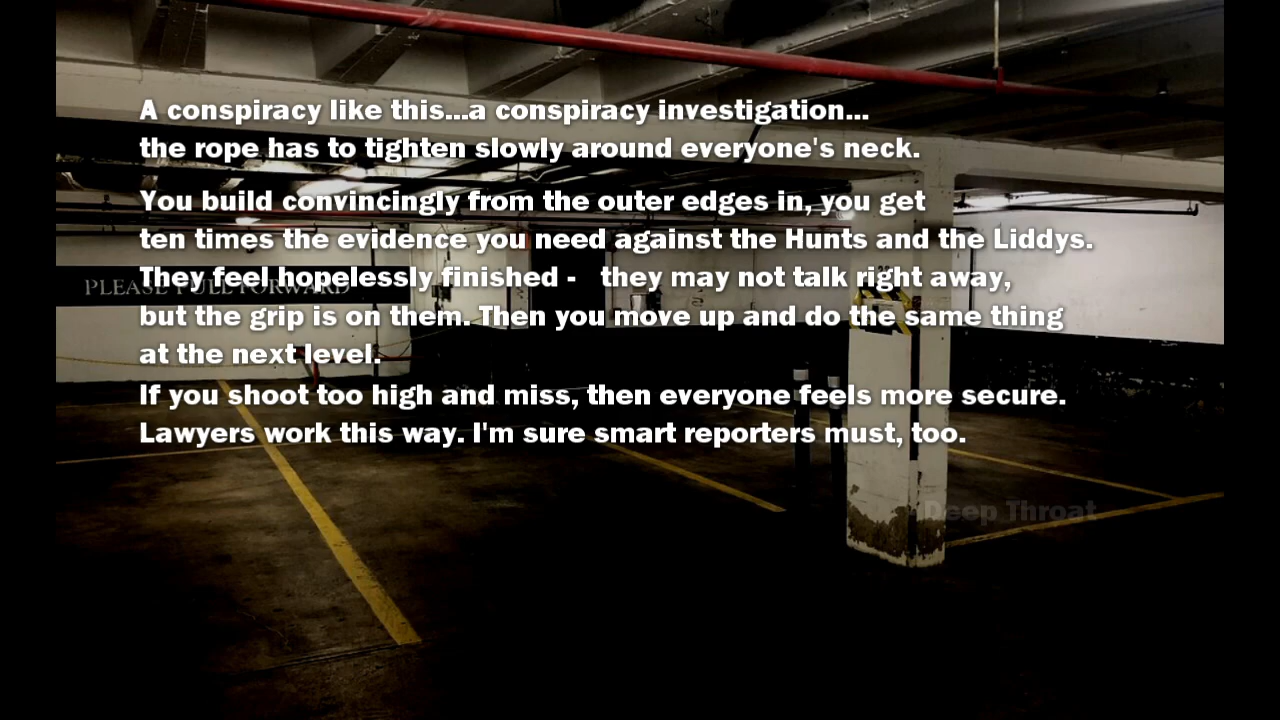 A conspiracy like this...a conspiracy investigation...
the rope has to tighten slowly around everyone's neck.
You build convincingly from the outer edges in, you get
ten times the evidence you need against the Hunts and the Liddys.
They feel hopelessly finished -   they may not talk right away,
PLEASE PULL FORWARD
but the grip is on them. Then you move up and do the same thing
at the next level.
If you shoot too high and miss, then everyone feels more secure.
Lawyers work this way. I'm sure smart reporters must, too.
Deep Throat